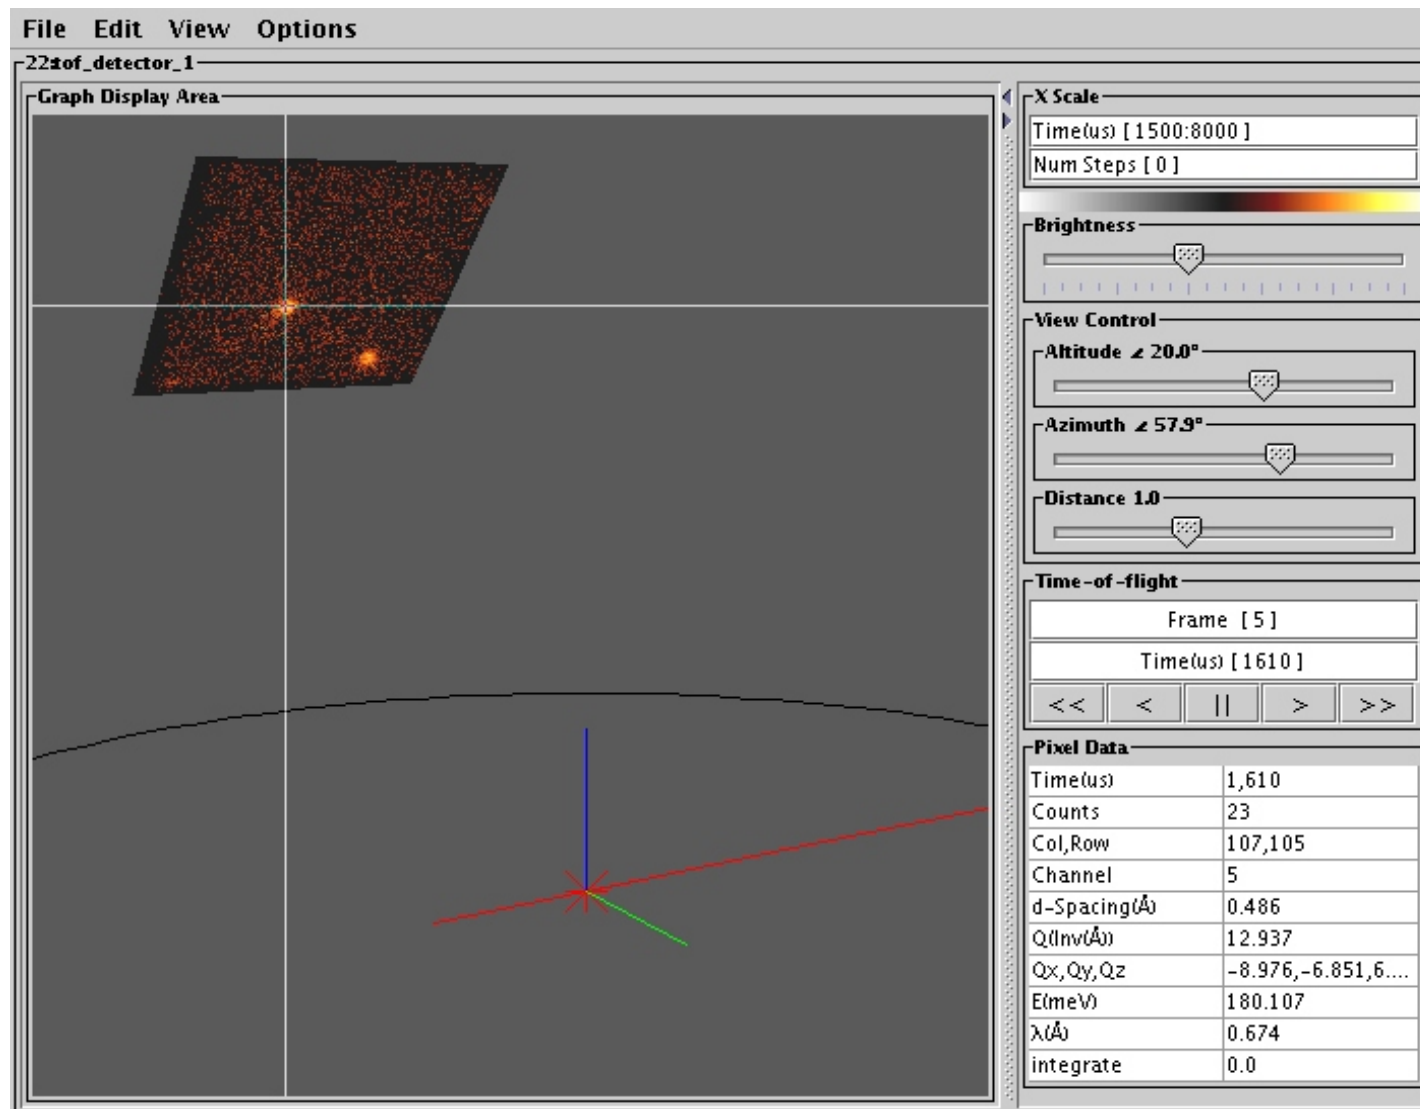 File Edit View Options
22:tof_detector_1
Graph Display Area
X Scale
Time(us) [ 1500:8000 ]
Num Steps [ 0 ]
Brightness
View Control
Altitude ∠ 20.0°
Azimuth ∠ 57.9°
Distance 1.0
Time-of-flight
Frame [ 5 ]
Time(us) [ 1610 ]
<< < || > >>
Pixel Data
Time(us) 1,610
Counts 23
Col,Row 107,105
Channel 5
d-Spacing(Å) 0.486
Q(Inv(Å)) 12.937
Qx,Qy,Qz -8.976,-6.851,6....
E(meV) 180.107
λ(Å) 0.674
integrate 0.0